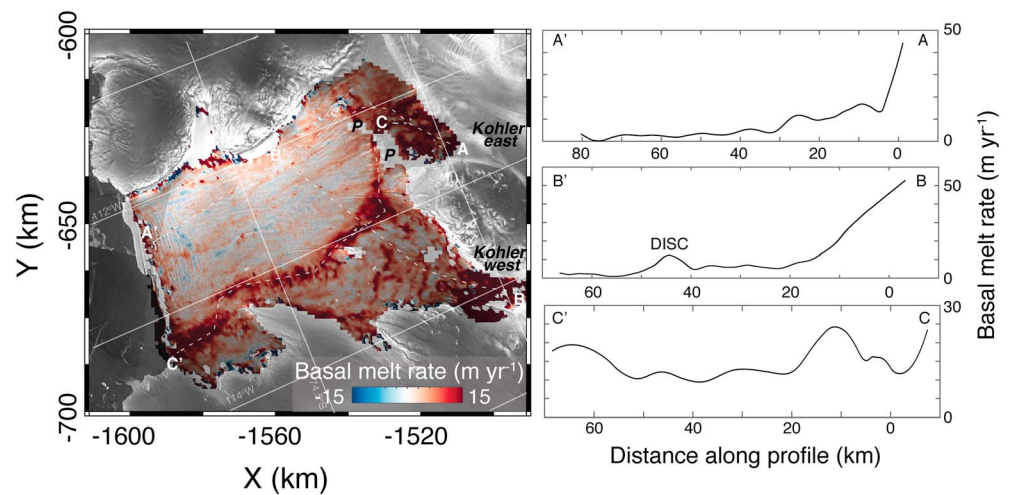 -600
-650
-700
Y (km)
P
C
P
A
Kohler
east
B'
112°W
A'
Kohler
west
B
C'
114°W
Basal melt rate (m yr-1)
-15
15
-1600
-1560
-1520
X (km)
A'
A
50
0
80
60
40
20
0
B'
B
50
DISC
0
60
40
20
0
C'
C
30
0
60
40
20
0
Distance along profile (km)
Basal melt rate (m yr-1)